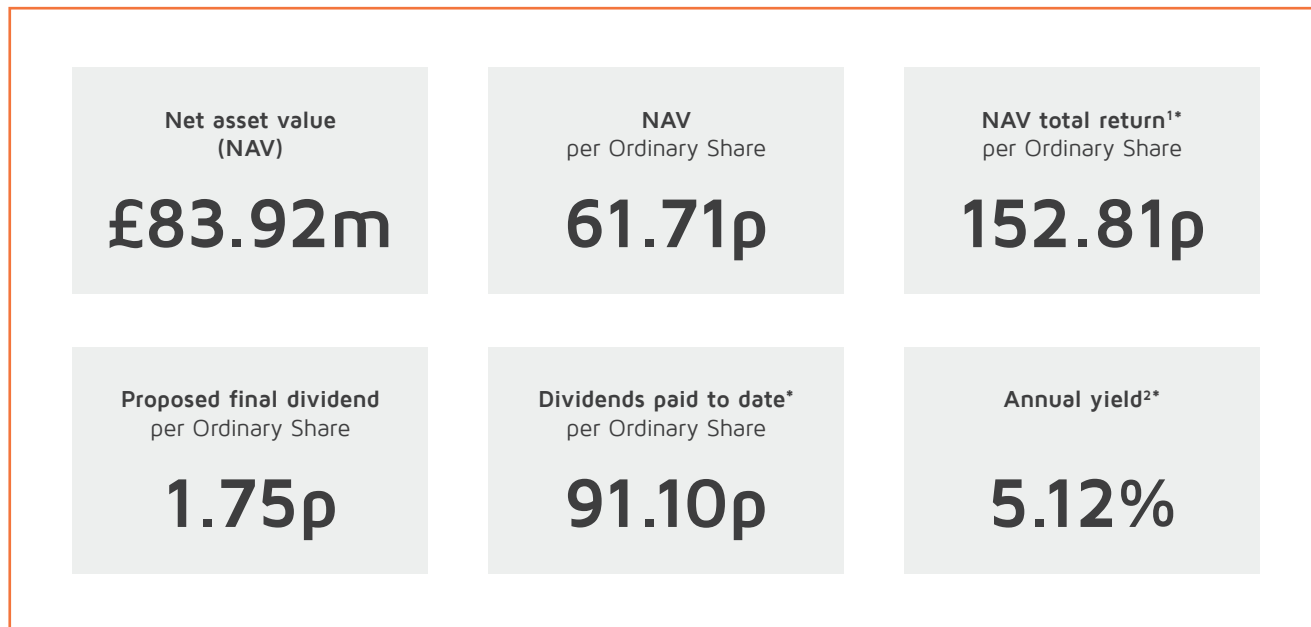 Net asset value
(NAV)
£83.92m
NAV
per Ordinary Share
61.71p
NAV total return¹*
per Ordinary Share
152.81p
Proposed final dividend
per Ordinary Share
1.75p
Dividends paid to date*
per Ordinary Share
91.10p
Annual yield²*
5.12%